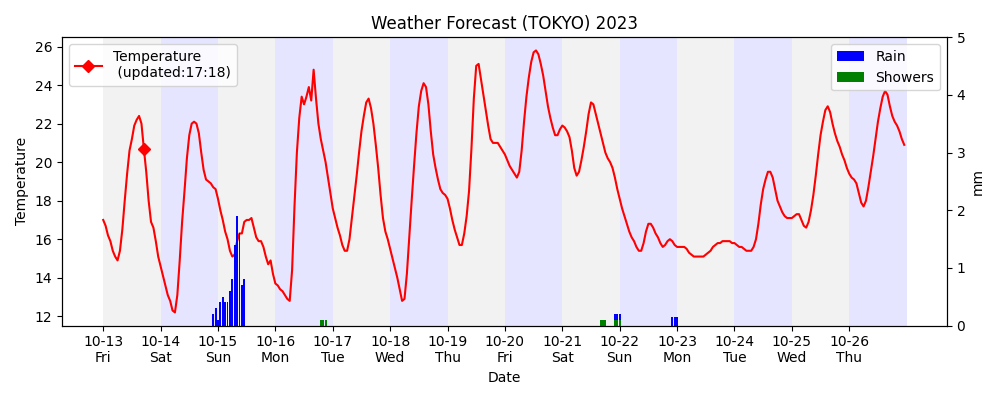 Weather Forecast (TOKYO) 2023
Temperature
(updated:17:18)
Rain
Showers
Temperature
26
24
22
20
18
16
14
12
5
4
3
2
1
0
mm
10-13 10-14 10-15 10-16 10-17 10-18 10-19 10-20 10-21 10-22 10-23 10-24 10-25 10-26
Fri Sat Sun Mon Tue Wed Thu Fri Sat Sun Mon Tue Wed Thu
Date